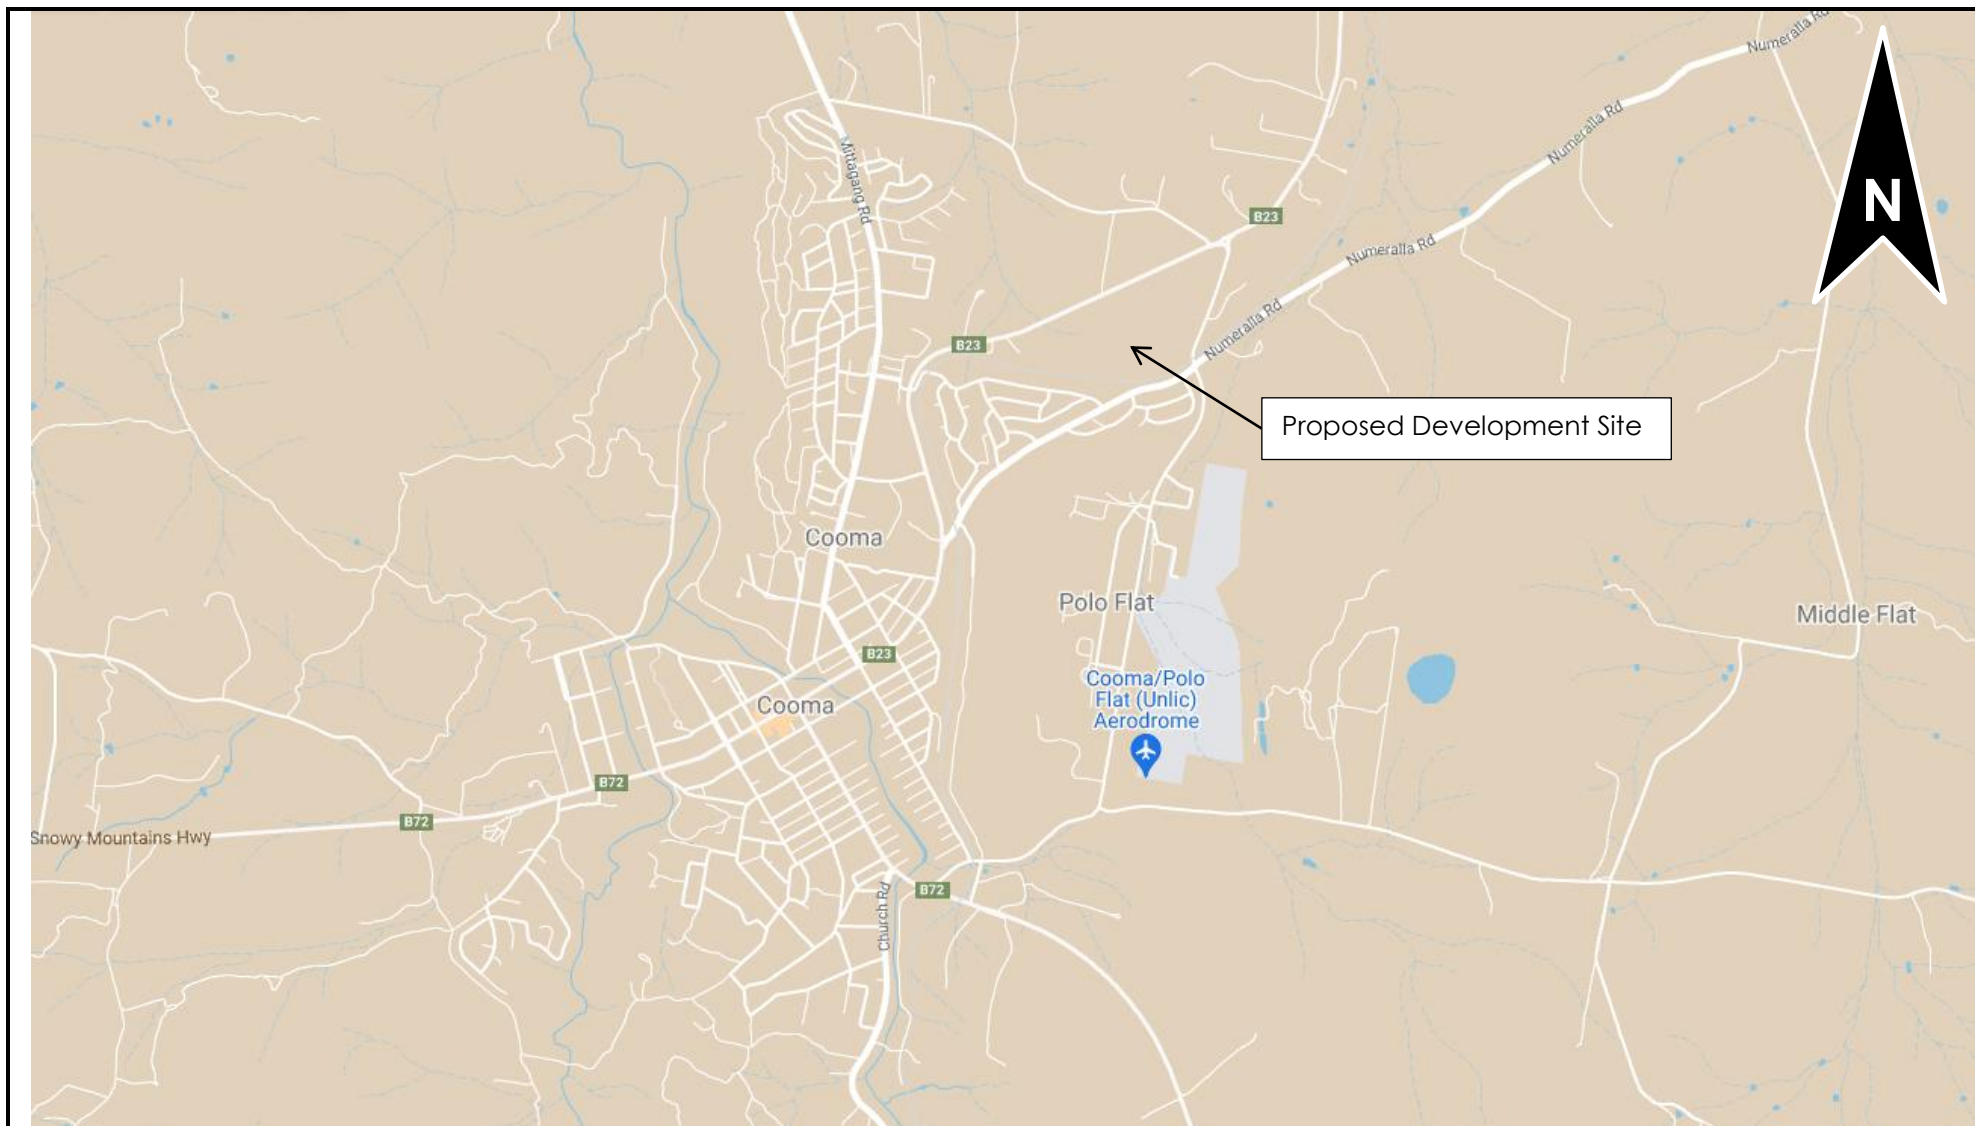 Numeralla Rd
Numeralla Rd
Mittagang Rd
N
B23
Numeralla Rd
Numeralla Rd
B23
Proposed Development Site
Cooma
Polo Flat
Middle Flat
B23
Cooma/Polo
Flat (Unlic)
Aerodrome
Cooma
B72
B72
Snowy Mountains Hwy
B72
Church Rd